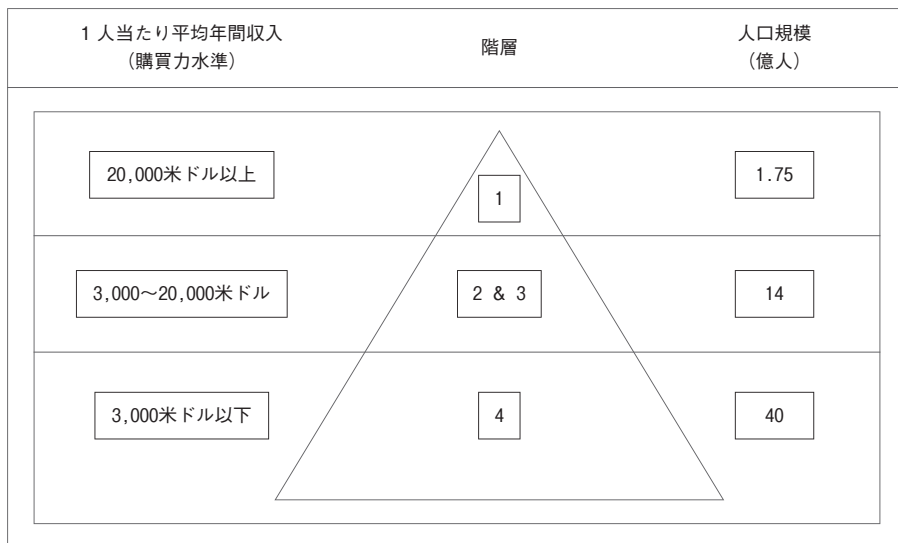 1 人当たり平均年間収入
（購買力水準）
階層
人口規模
（億人）
20,000米ドル以上
1
1.75
3,000〜20,000米ドル
2 & 3
14
3,000米ドル以下
4
40